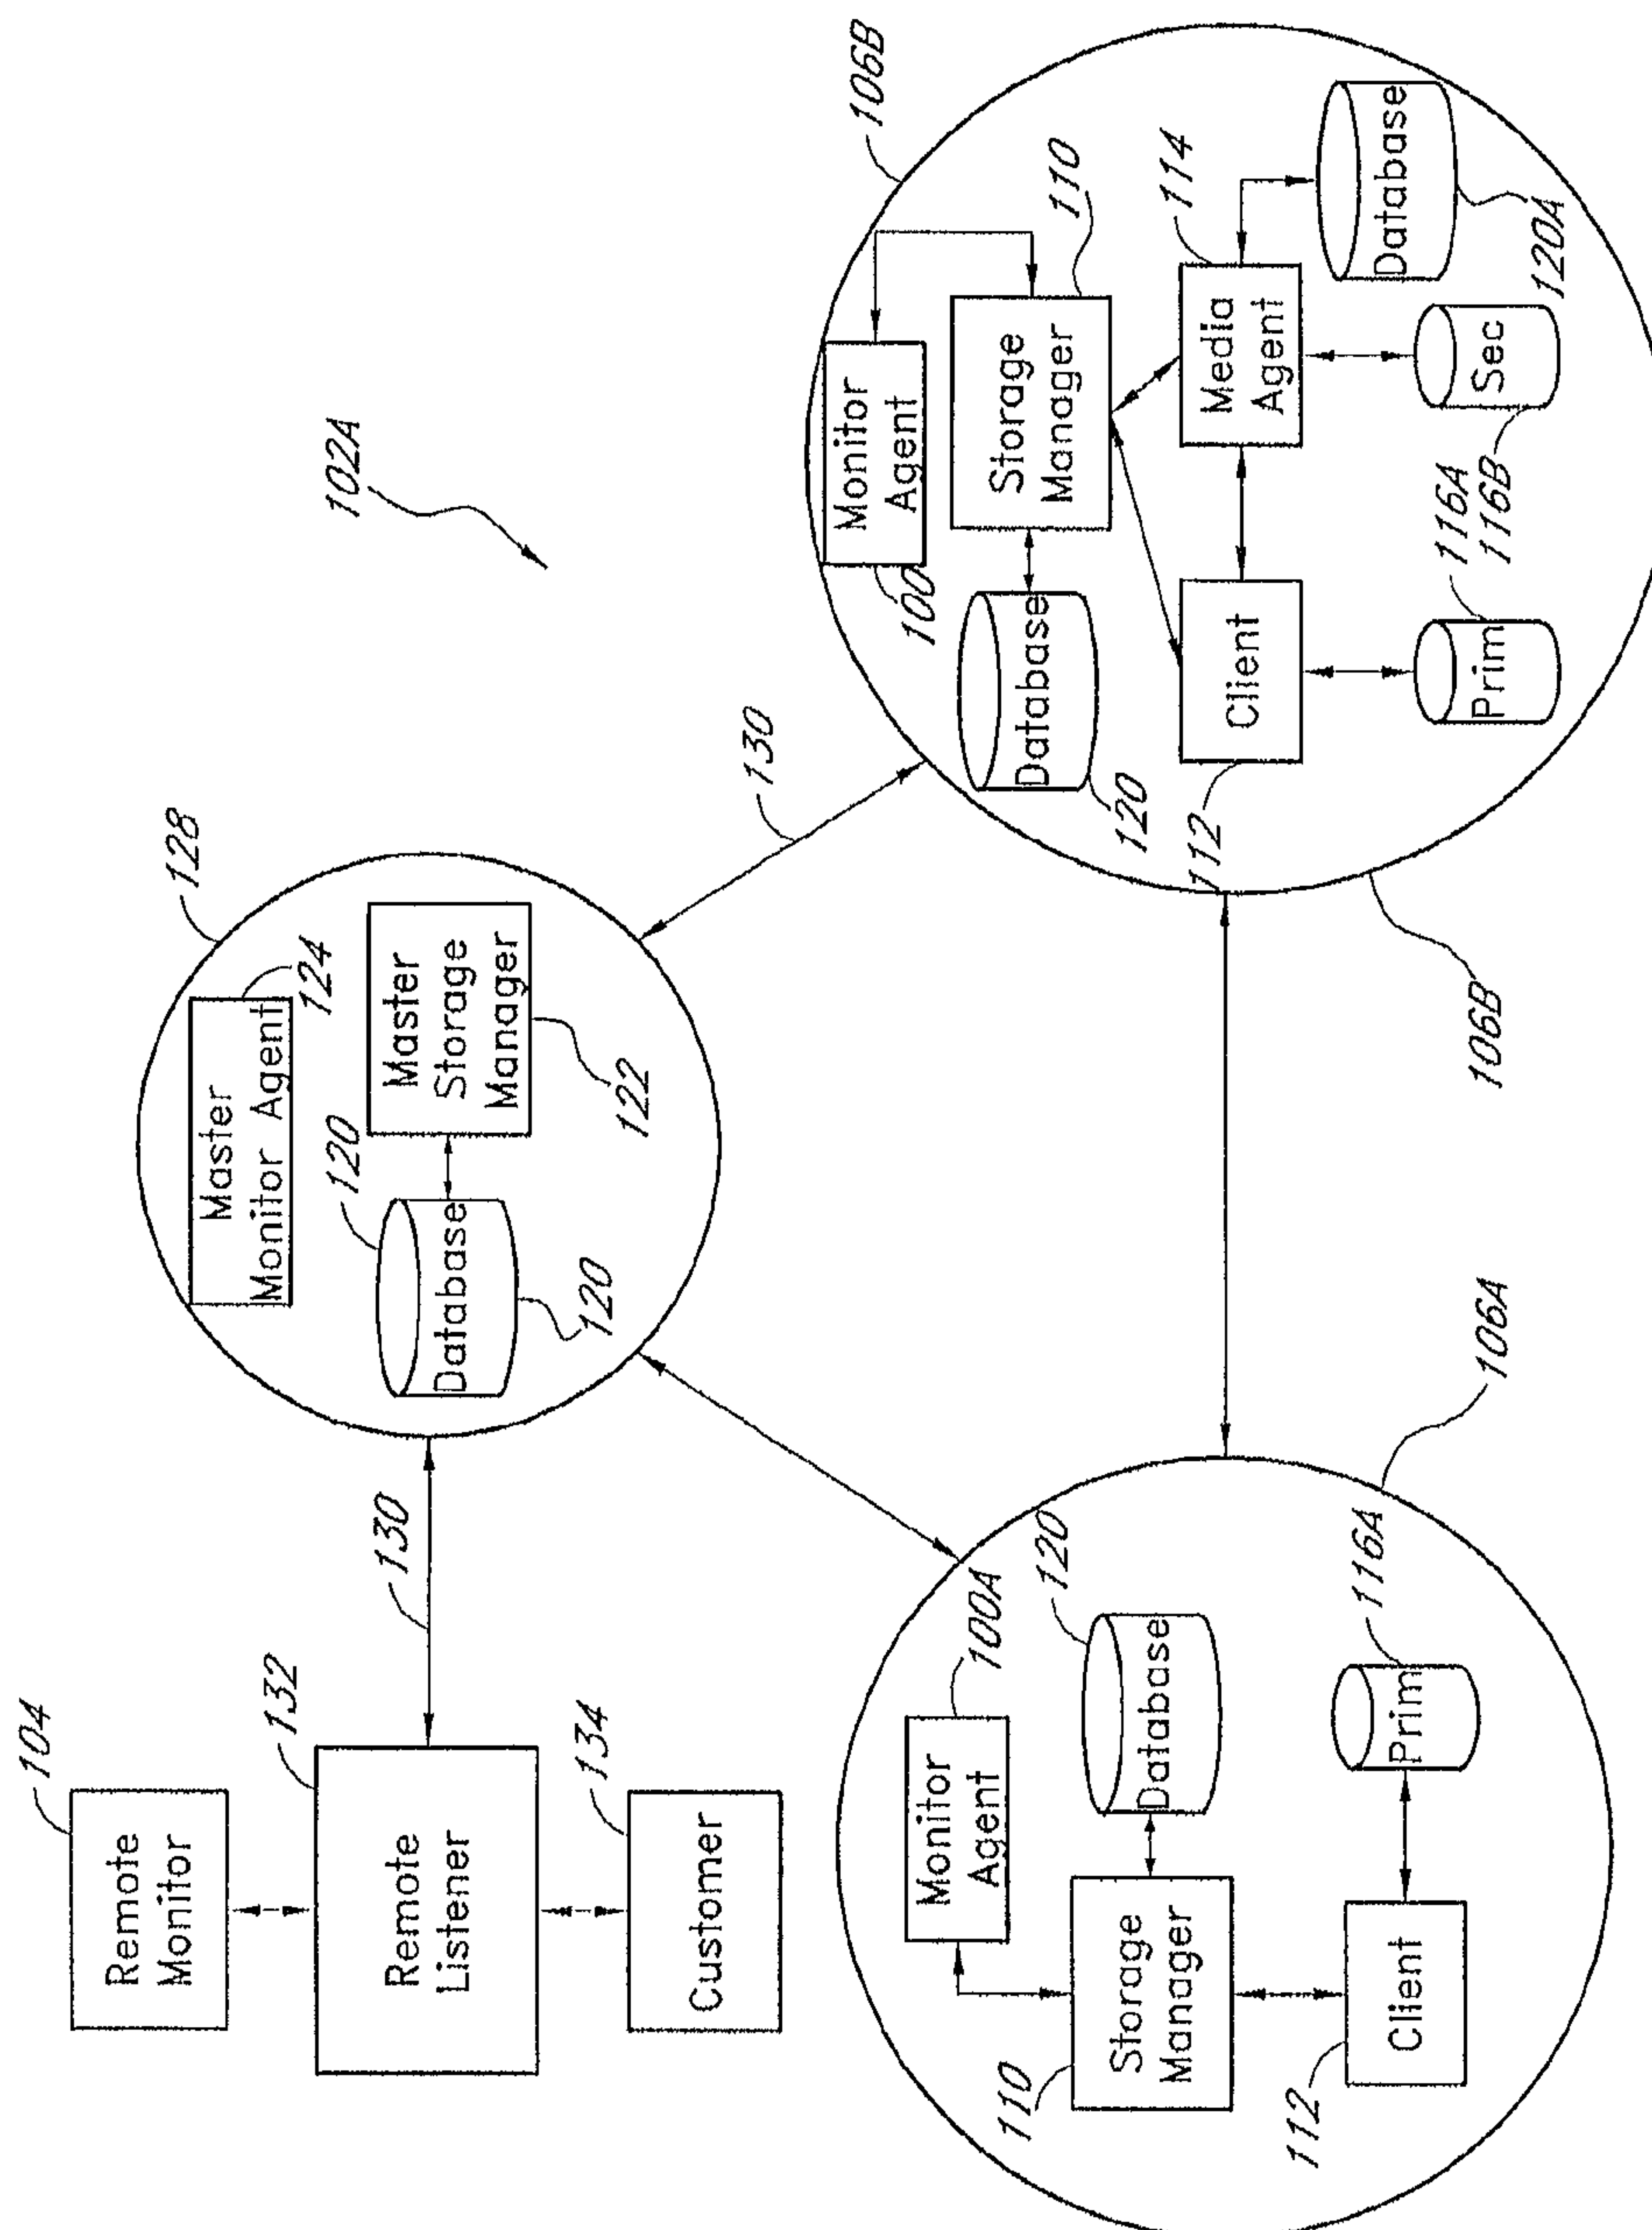 102A
104
Remote
Monitor
132
Remote
Listener
134
Customer
130
128
Master
Monitor Agent
124
120
Database
120
Master
Storage
Manager
122
130
106A
Monitor
Agent
100A
120
Database
Storage
Manager
110
Client
112
Prim
116A
106B
Monitor
Agent
100
Storage
Manager
110
Database
120
Media
Agent
114
Database
120A
Client
112
Prim
116A
Sec
116B
106B